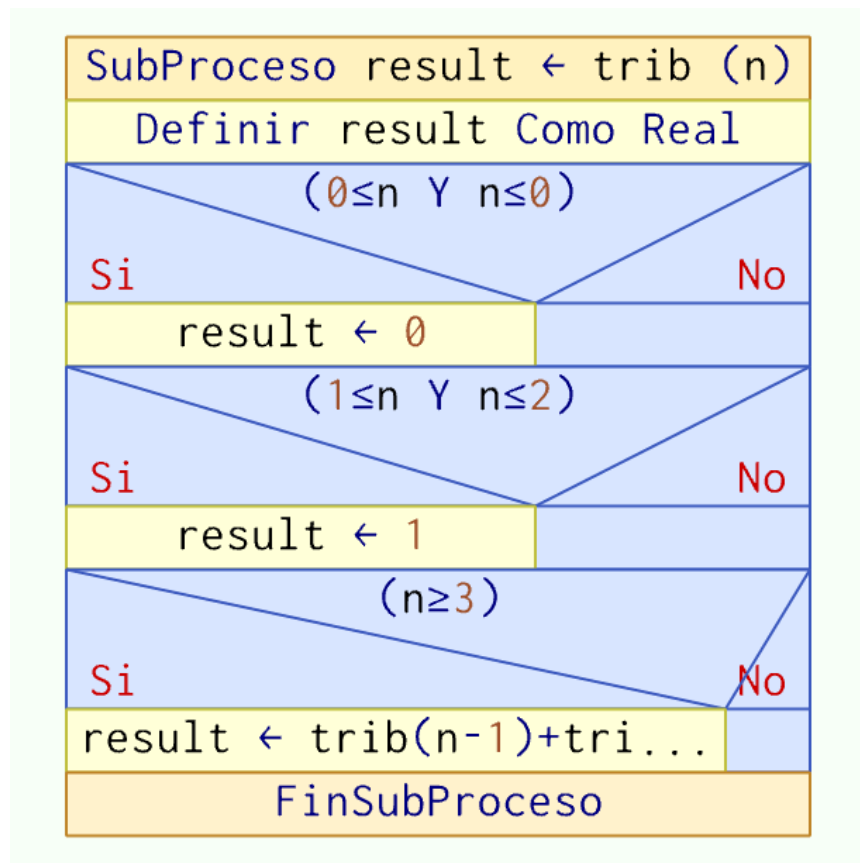 SubProceso result ← trib (n)
Definir result Como Real
(0≤n Y n≤0)
Si
No
result ← 0
(1≤n Y n≤2)
Si
No
result ← 1
(n≥3)
Si
No
result ← trib(n-1)+tri...
FinSubProceso